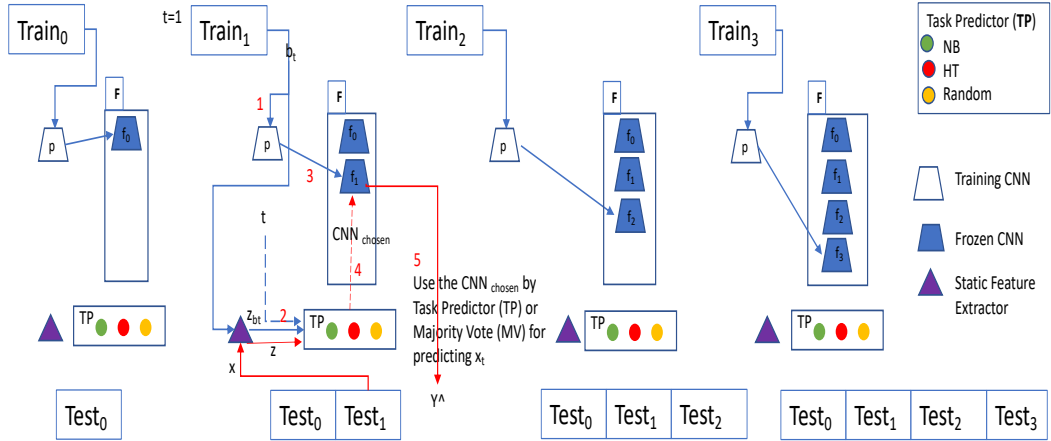 t=1
Train0
Train1
Train2
Train3
Task Predictor (TP)
NB
HT
Random
bt
F
F
F
F
1
p
f0
p
f0
p
f0
p
f0
3
f1
f1
f1
f2
f2
f3
Training CNN
Frozen CNN
Static Feature
Extractor
t
CNN chosen
4
5
Use the CNN chosen by
Task Predictor (TP) or
Majority Vote (MV) for
predicting xt
TP
zbt
2
TP
z
x
TP
TP
Y^
Test0
Test0
Test1
Test0
Test1
Test2
Test0
Test1
Test2
Test3